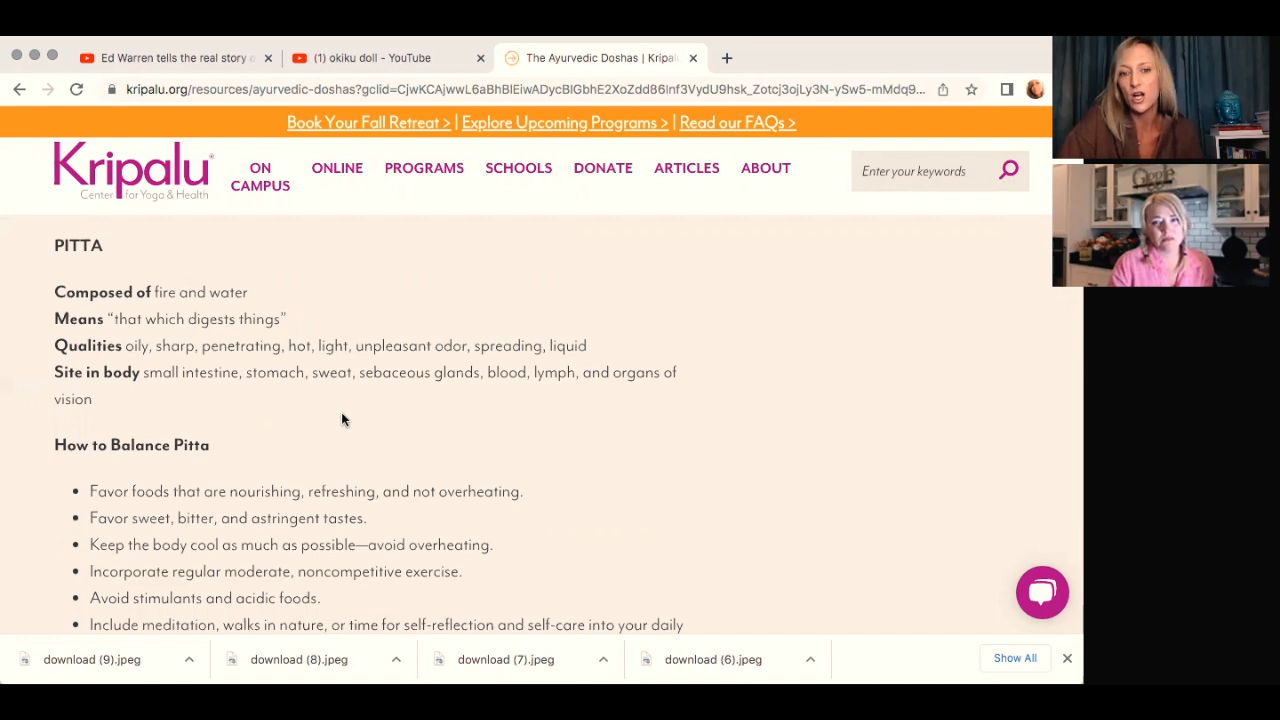 Ed Warren tells the real story o
(1) okiku doll - YouTube
The Ayurvedic Doshas | Kripalu
kripalu.org/resources/ayurvedic-doshas?gclid=CjwKCAjwwL6aBhBlEiwADycBIGbhE2XoZdd86Inf3VydU9hsk_Zotcj3ojLy3N-ySw5-mMdq9...
Book Your Fall Retreat > | Explore Upcoming Programs > | Read our FAQs >
Kripalu®
Center for Yoga & Health
ON CAMPUS
ONLINE
PROGRAMS
SCHOOLS
DONATE
ARTICLES
ABOUT
Enter your keywords
PITTA
Composed of fire and water
Means “that which digests things”
Qualities oily, sharp, penetrating, hot, light, unpleasant odor, spreading, liquid
Site in body small intestine, stomach, sweat, sebaceous glands, blood, lymph, and organs of
vision
How to Balance Pitta
• Favor foods that are nourishing, refreshing, and not overheating.
• Favor sweet, bitter, and astringent tastes.
• Keep the body cool as much as possible—avoid overheating.
• Incorporate regular moderate, noncompetitive exercise.
• Avoid stimulants and acidic foods.
• Include meditation, walks in nature, or time for self-reflection and self-care into your daily
download (9).jpeg
download (8).jpeg
download (7).jpeg
download (6).jpeg
Show All